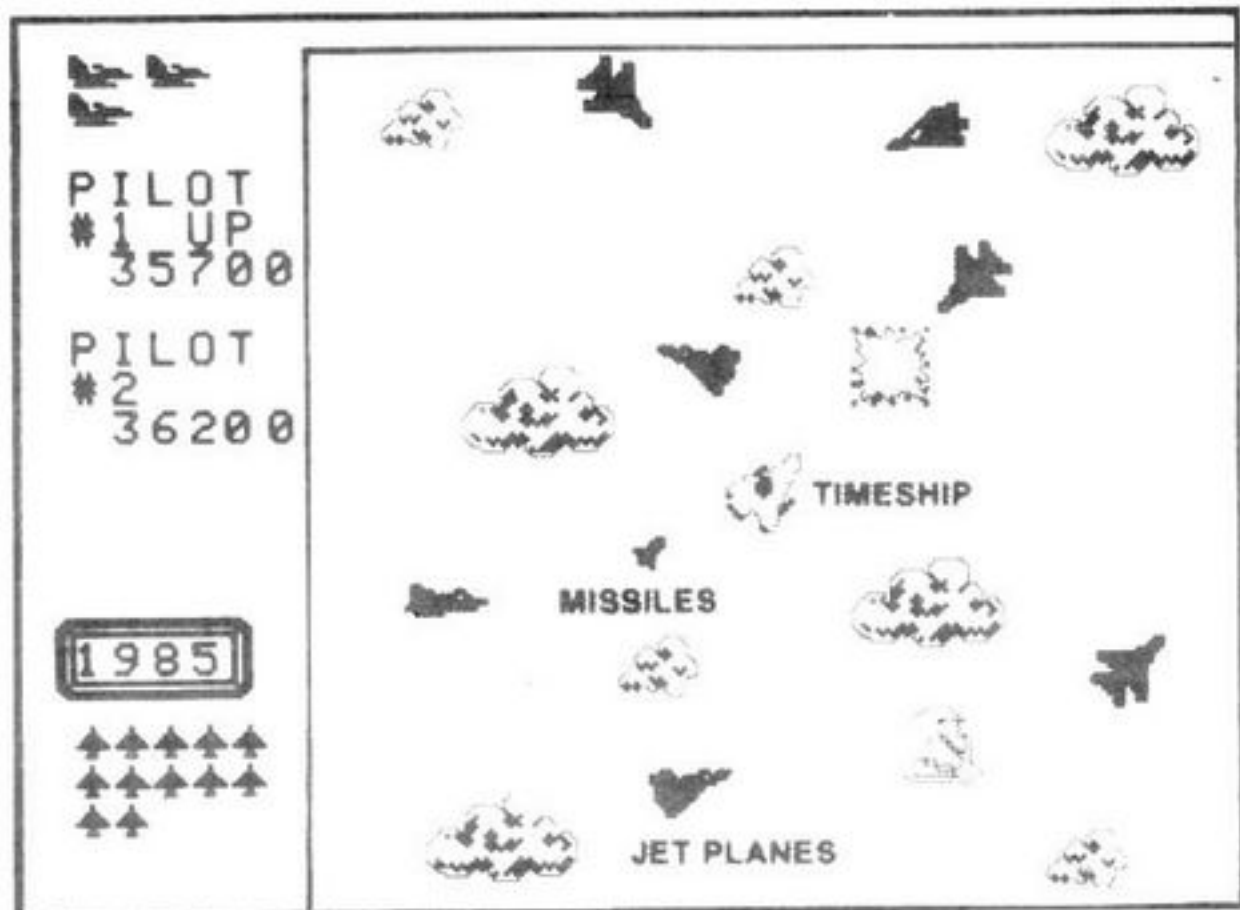 PILOT
#1 UP
35700
PILOT
#2
36200
TIMESHIP
MISSILES
1985
JET PLANES